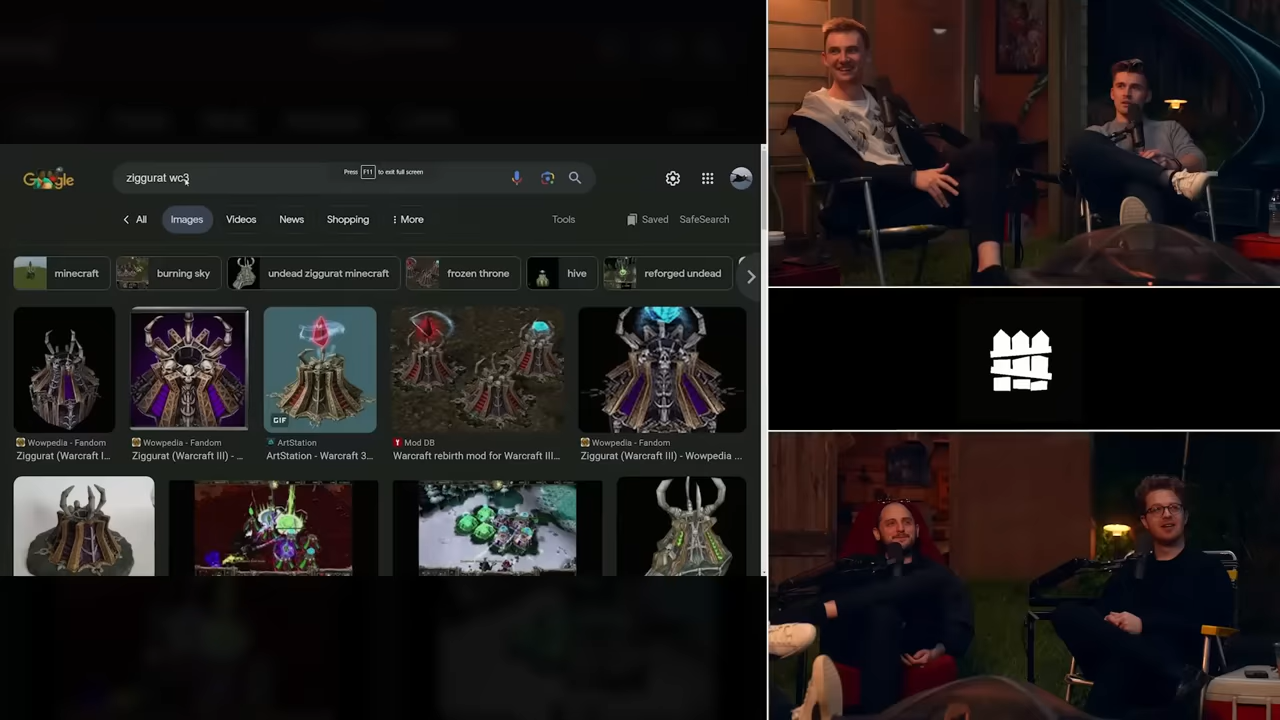 Google
ziggurat wc3
Press F11 to exit full screen
All
Images
Videos
News
Shopping
More
Tools
Saved
SafeSearch
minecraft
burning sky
undead ziggurat minecraft
frozen throne
hive
reforged undead
GIF
Wowpedia - Fandom
Ziggurat (Warcraft I...
Wowpedia - Fandom
Ziggurat (Warcraft III) - ...
ArtStation
ArtStation - Warcraft 3...
Mod DB
Warcraft rebirth mod for Warcraft III...
Wowpedia - Fandom
Ziggurat (Warcraft III) - Wowpedia ...